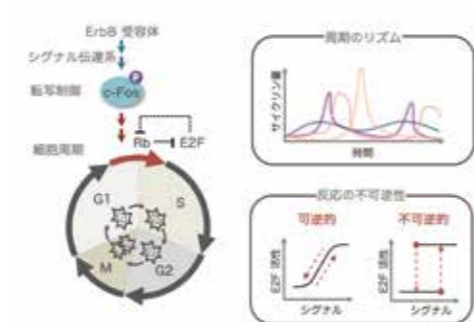 ErbB 受容体
シグナル伝達系
P
転写制御
c-Fos
Rb
E2F
細胞周期
G1
S
M
G2
周期のリズム
サイクリン量
時間
反応の不可逆性
可逆的
不可逆的
E2F 活性
シグナル
E2F 活性
シグナル